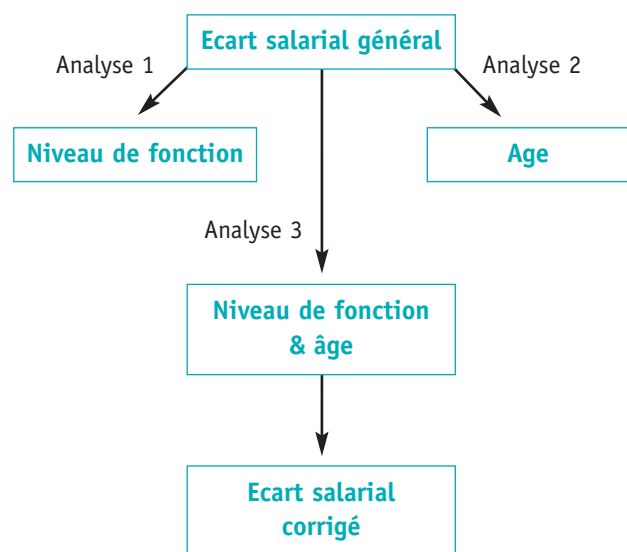 Ecart salarial général
Analyse 1
Analyse 2
Niveau de fonction
Age
Analyse 3
Niveau de fonction
& âge
Ecart salarial
corrigé